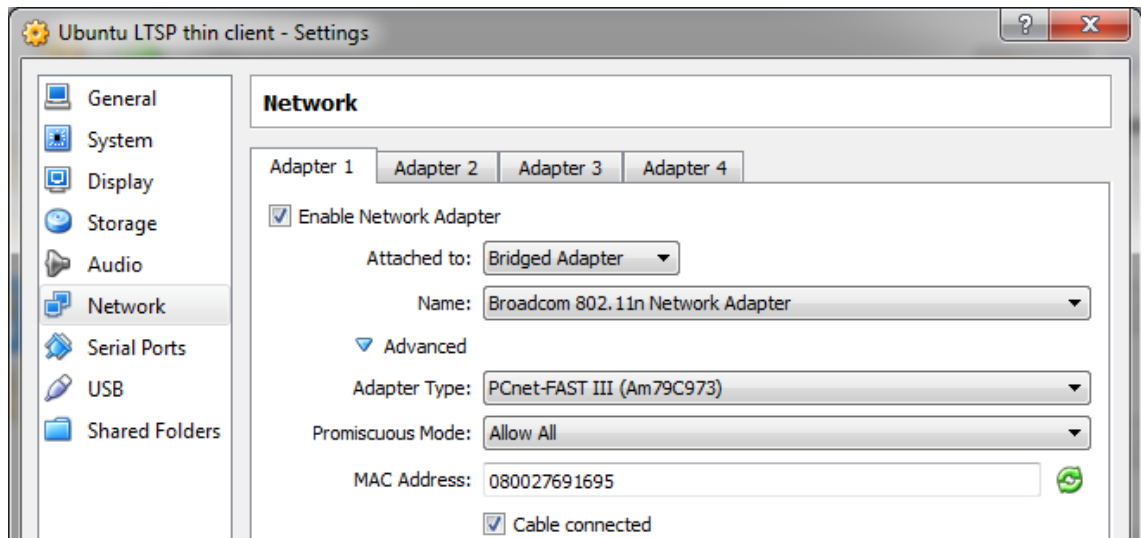 Ubuntu LTSP thin client - Settings
General
System
Display
Storage
Audio
Network
Serial Ports
USB
Shared Folders
Network
Adapter 1 Adapter 2 Adapter 3 Adapter 4
Enable Network Adapter
Attached to: Bridged Adapter
Name: Broadcom 802.11n Network Adapter
Advanced
Adapter Type: PCnet-FAST III (Am79C973)
Promiscuous Mode: Allow All
MAC Address: 080027691695
Cable connected